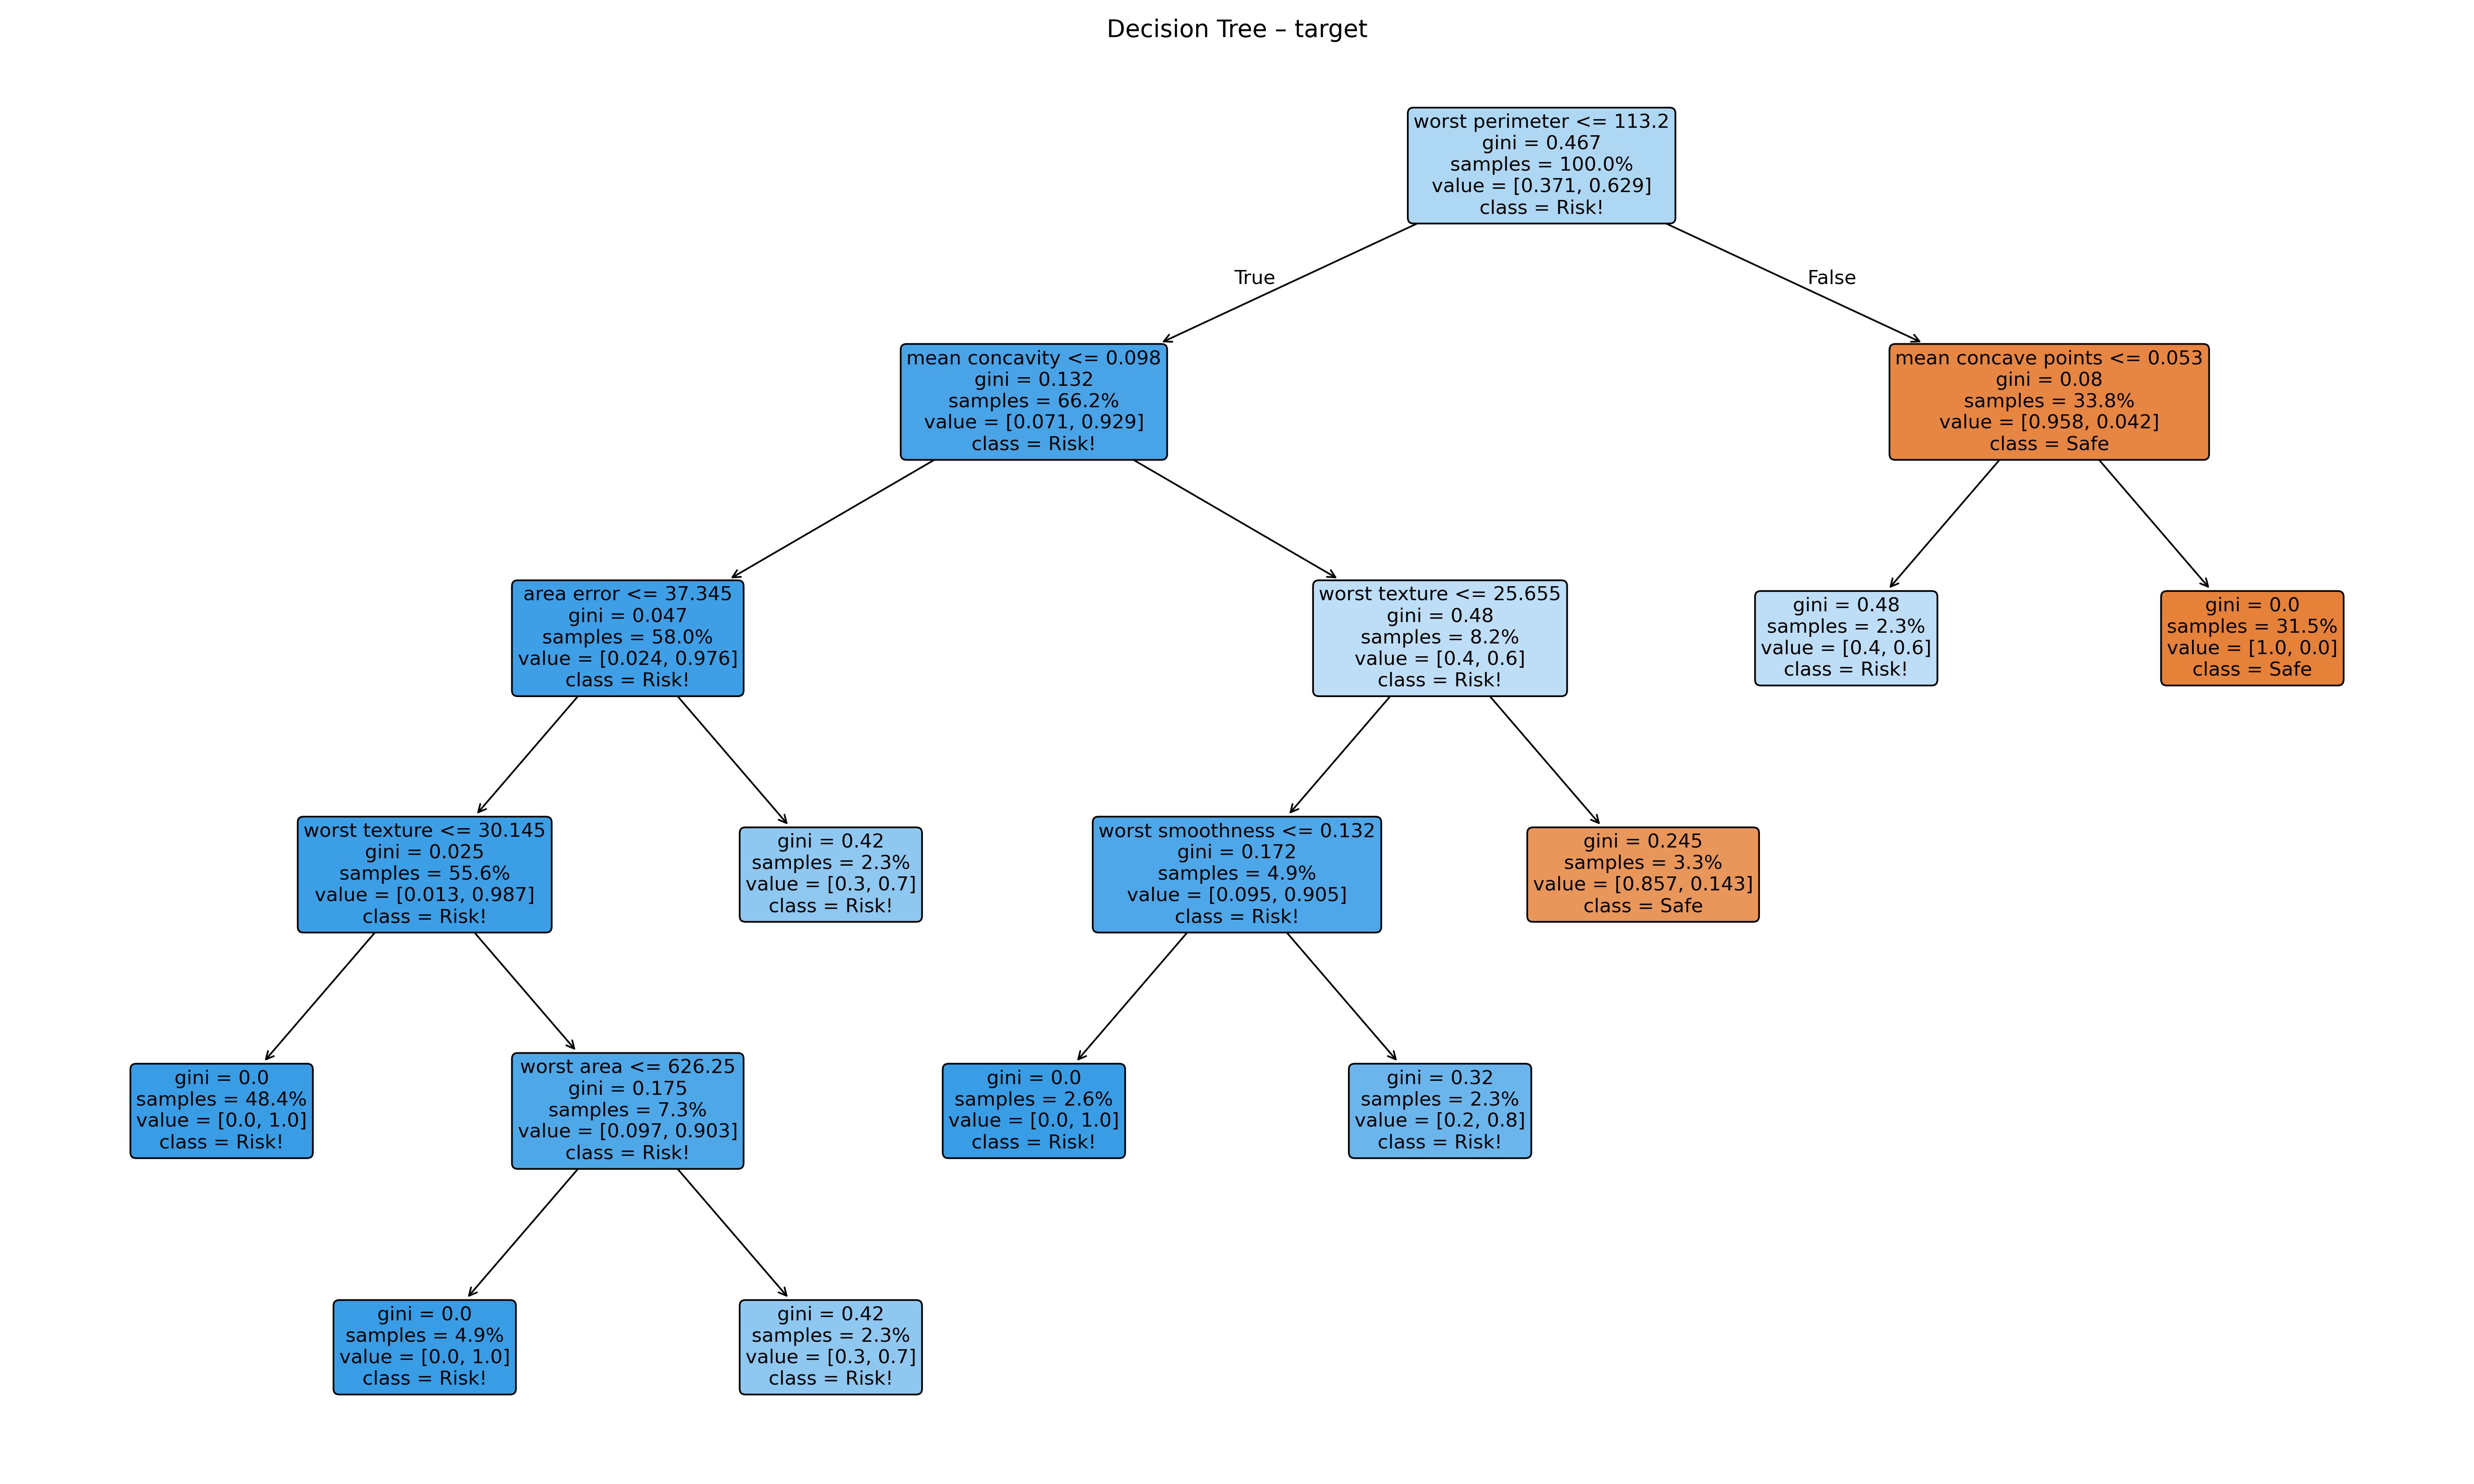 Decision Tree – target
worst perimeter <= 113.2
gini = 0.467
samples = 100.0%
value = [0.371, 0.629]
class = Risk!
True
False
mean concavity <= 0.098
gini = 0.132
samples = 66.2%
value = [0.071, 0.929]
class = Risk!
mean concave points <= 0.053
gini = 0.08
samples = 33.8%
value = [0.958, 0.042]
class = Safe
area error <= 37.345
gini = 0.047
samples = 58.0%
value = [0.024, 0.976]
class = Risk!
worst texture <= 25.655
gini = 0.48
samples = 8.2%
value = [0.4, 0.6]
class = Risk!
gini = 0.48
samples = 2.3%
value = [0.4, 0.6]
class = Risk!
gini = 0.0
samples = 31.5%
value = [1.0, 0.0]
class = Safe
worst texture <= 30.145
gini = 0.025
samples = 55.6%
value = [0.013, 0.987]
class = Risk!
gini = 0.42
samples = 2.3%
value = [0.3, 0.7]
class = Risk!
worst smoothness <= 0.132
gini = 0.172
samples = 4.9%
value = [0.095, 0.905]
class = Risk!
gini = 0.245
samples = 3.3%
value = [0.857, 0.143]
class = Safe
gini = 0.0
samples = 48.4%
value = [0.0, 1.0]
class = Risk!
worst area <= 626.25
gini = 0.175
samples = 7.3%
value = [0.097, 0.903]
class = Risk!
gini = 0.0
samples = 2.6%
value = [0.0, 1.0]
class = Risk!
gini = 0.32
samples = 2.3%
value = [0.2, 0.8]
class = Risk!
gini = 0.0
samples = 4.9%
value = [0.0, 1.0]
class = Risk!
gini = 0.42
samples = 2.3%
value = [0.3, 0.7]
class = Risk!